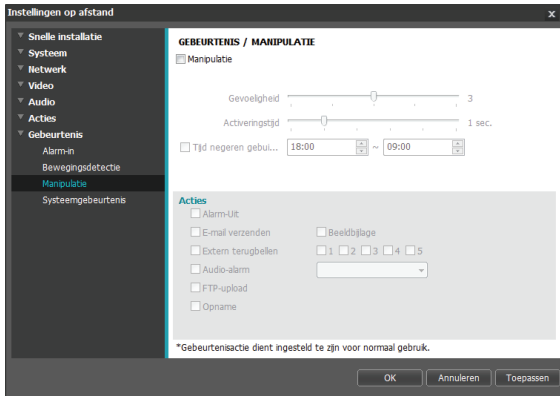 Instellingen op afstand
x
Snelle installatie
Systeem
Netwerk
Video
Audio
Acties
Gebeurtenis
Alarm-in
Bewegingsdetectie
Manipulatie
Systeemgebeurtenis
GEBEURTENIS / MANIPULATIE
Manipulatie
Gevoeligheid 3
Activeringstijd 1 sec.
Tijd negeren gebui... 18:00 ~ 09:00
Acties
Alarm-Uit
E-mail verzenden Beeldbijlage
Extern terugbellen 1 2 3 4 5
Audio-alarm
FTP-upload
Opname
*Gebeurtenisactie dient ingesteld te zijn voor normaal gebruik.
OK Annuleren Toepassen